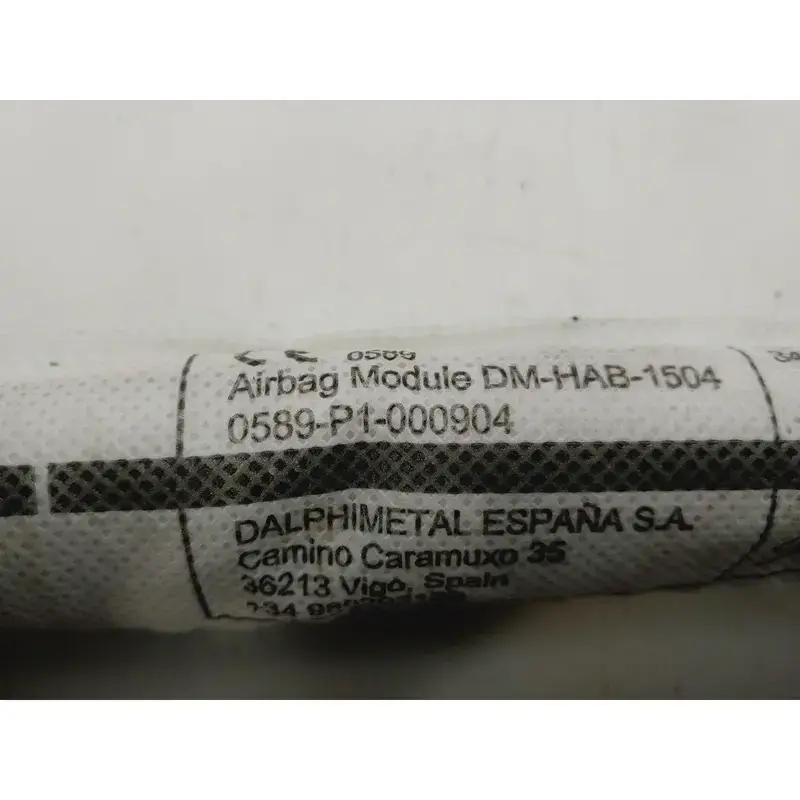 CE 0589
Airbag Module DM-HAB-1504
0589-P1-000904
DALPHIMETAL ESPAÑA S.A.
Camino Caramuxo 35
36213 Vigo, Spain